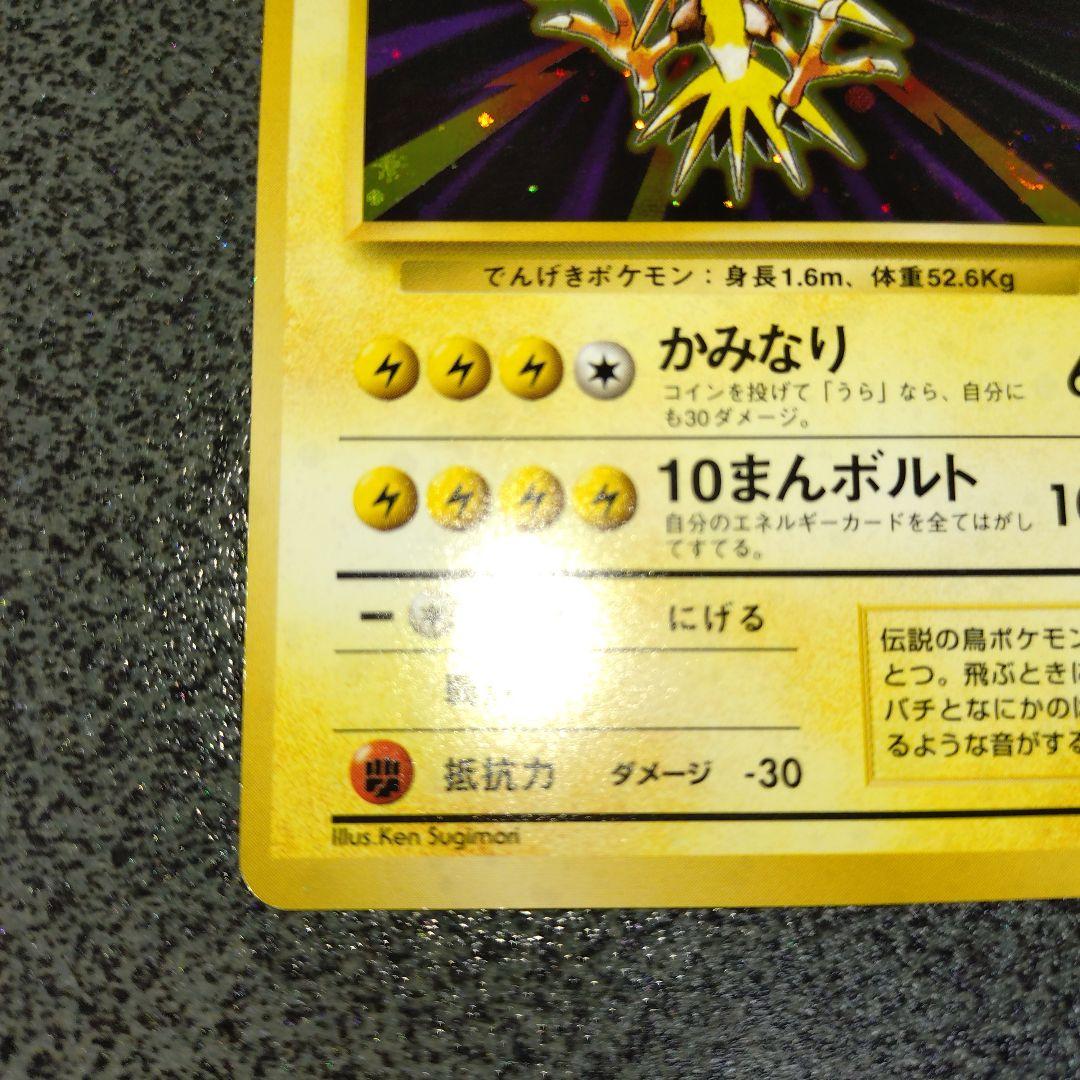 でんげきポケモン：身長1.6m、体重52.6Kg
かみなり
コインを投げて「うら」なら、自分に
も30ダメージ。
10まんボルト
自分のエネルギーカードを全てはがし
てすてる。
にげる
抵抗力 ダメージ -30
伝説の鳥ポケモン
とつ。飛ぶときに
バチとなにかのは
るような音がする
Illus.Ken Sugimori